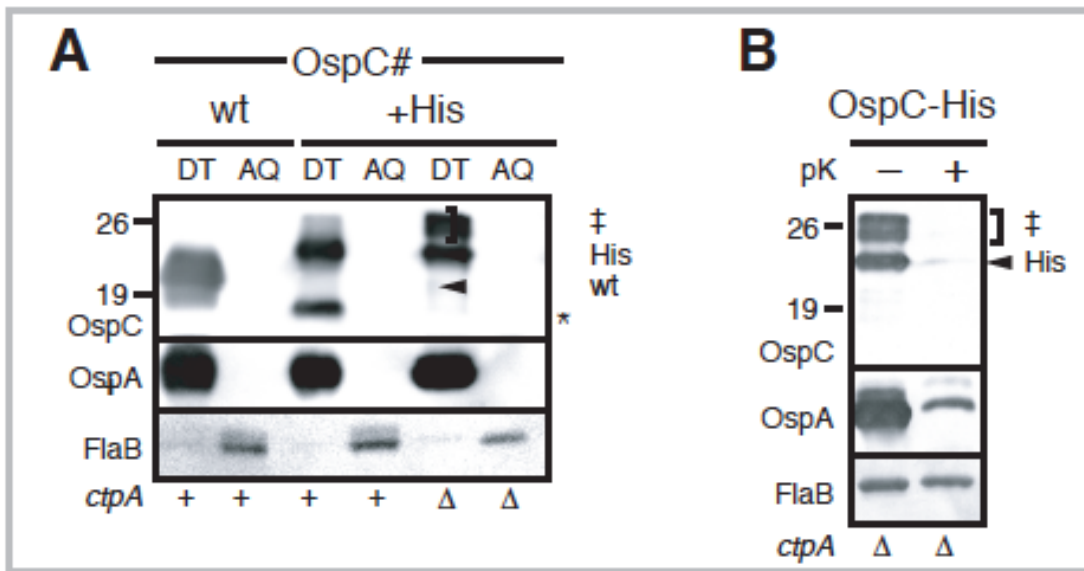 A
OspC#
wt +His
DT AQ DT AQ DT AQ
26
19
OspC
‡
His
wt
*
OspA
FlaB
ctpA + + + + Δ Δ
B
OspC-His
pK − +
26
19
OspC
‡
His
OspA
FlaB
ctpA Δ Δ